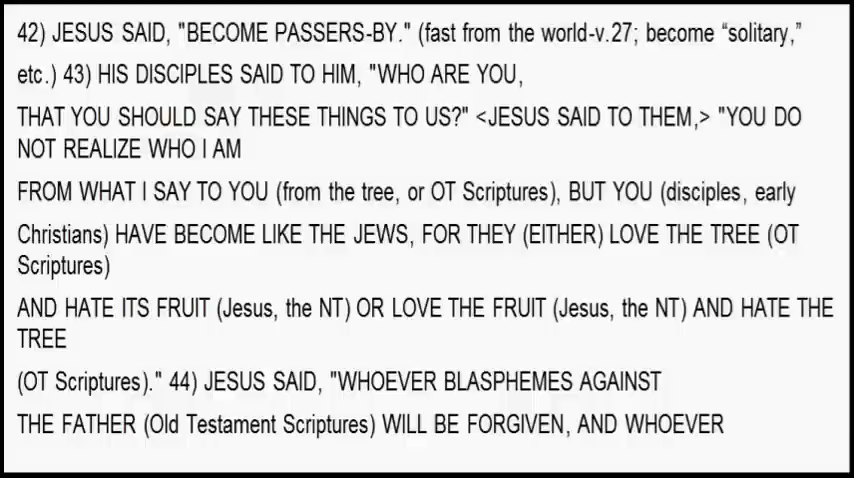 42) JESUS SAID, "BECOME PASSERS-BY." (fast from the world-v.27; become “solitary,”
etc.) 43) HIS DISCIPLES SAID TO HIM, "WHO ARE YOU,
THAT YOU SHOULD SAY THESE THINGS TO US?" <JESUS SAID TO THEM,> "YOU DO
NOT REALIZE WHO I AM
FROM WHAT I SAY TO YOU (from the tree, or OT Scriptures), BUT YOU (disciples, early
Christians) HAVE BECOME LIKE THE JEWS, FOR THEY (EITHER) LOVE THE TREE (OT
Scriptures)
AND HATE ITS FRUIT (Jesus, the NT) OR LOVE THE FRUIT (Jesus, the NT) AND HATE THE
TREE
(OT Scriptures)." 44) JESUS SAID, "WHOEVER BLASPHEMES AGAINST
THE FATHER (Old Testament Scriptures) WILL BE FORGIVEN, AND WHOEVER